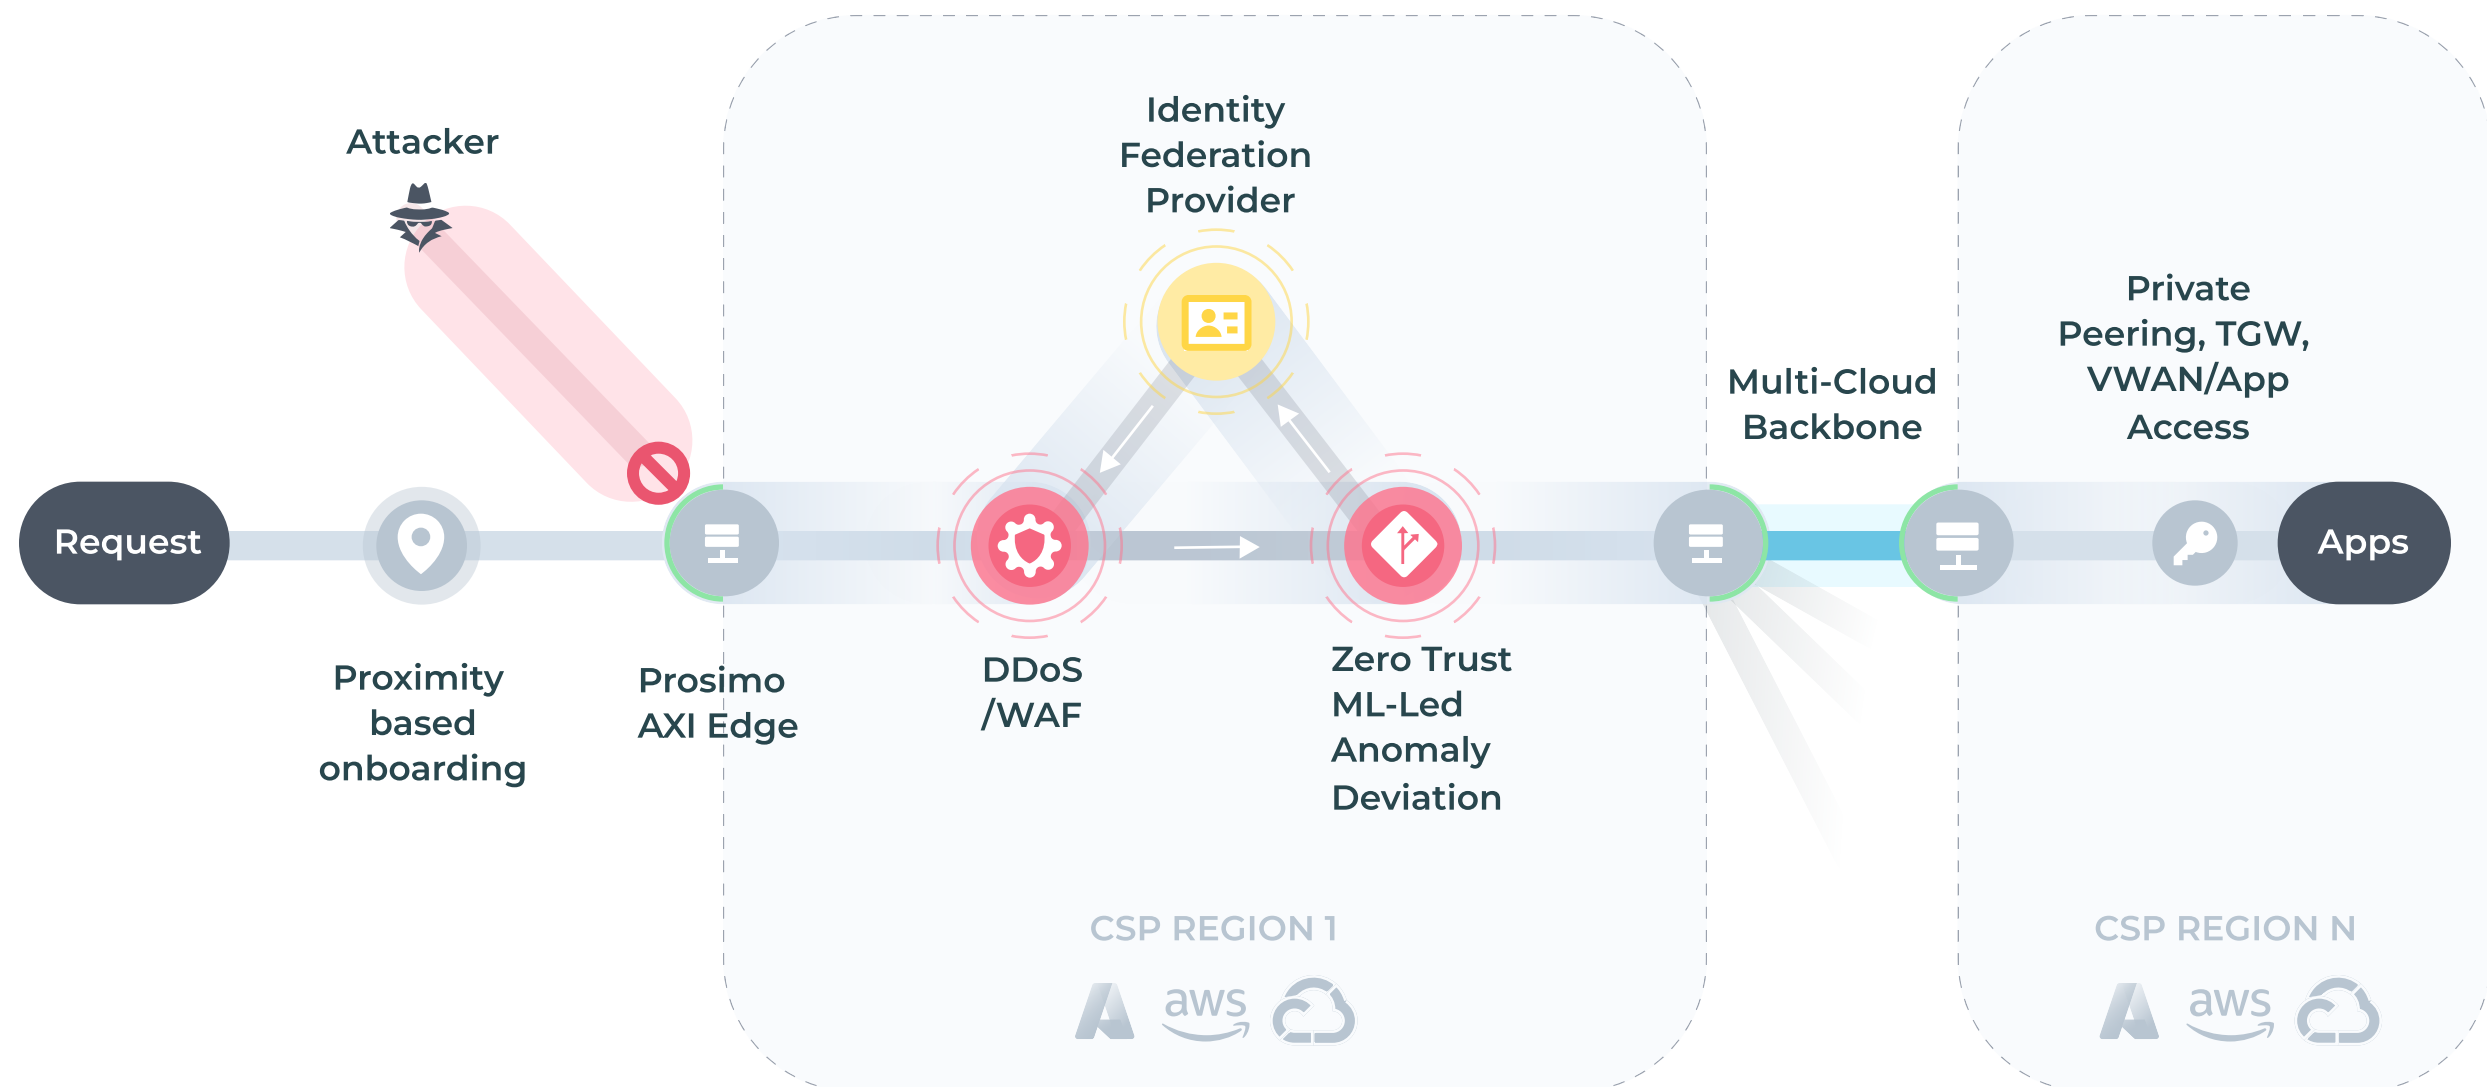 Attacker
Request
Proximity
based
onboarding
Prosimo
AXI Edge
Identity
Federation
Provider
DDoS
/WAF
Zero Trust
ML-Led
Anomaly
Deviation
CSP REGION 1
aws
Multi-Cloud
Backbone
Private
Peering, TGW,
VWAN/App
Access
Apps
CSP REGION N
aws